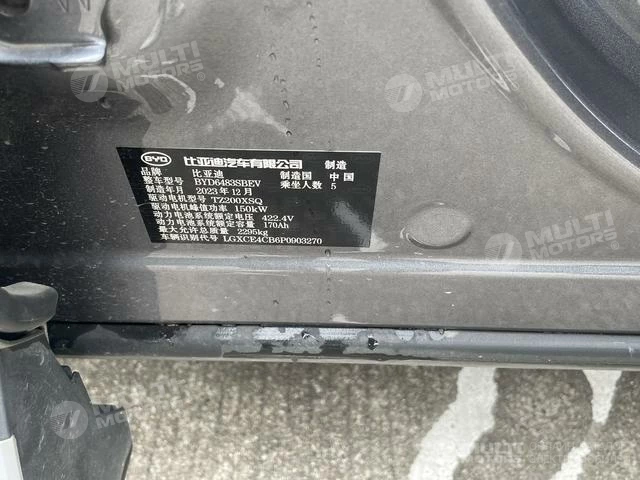 BYD 比亚迪汽车有限公司 制造
品牌 比亚迪 制造国 中国
整车型号 BYD6483SBEV 乘坐人数 5
制造年月 2023年12月
驱动电机型号 TZ200XSQ
驱动电机峰值功率 150kW
动力电池系统额定电压 422.4V
动力电池系统额定容量 170Ah
最大允许总质量 2295kg
车辆识别代号 LGXCE4CB6P0903270
MULTI MOTORS
MULTI MOTORS
MULTI MOTORS
MULTI MOTORS